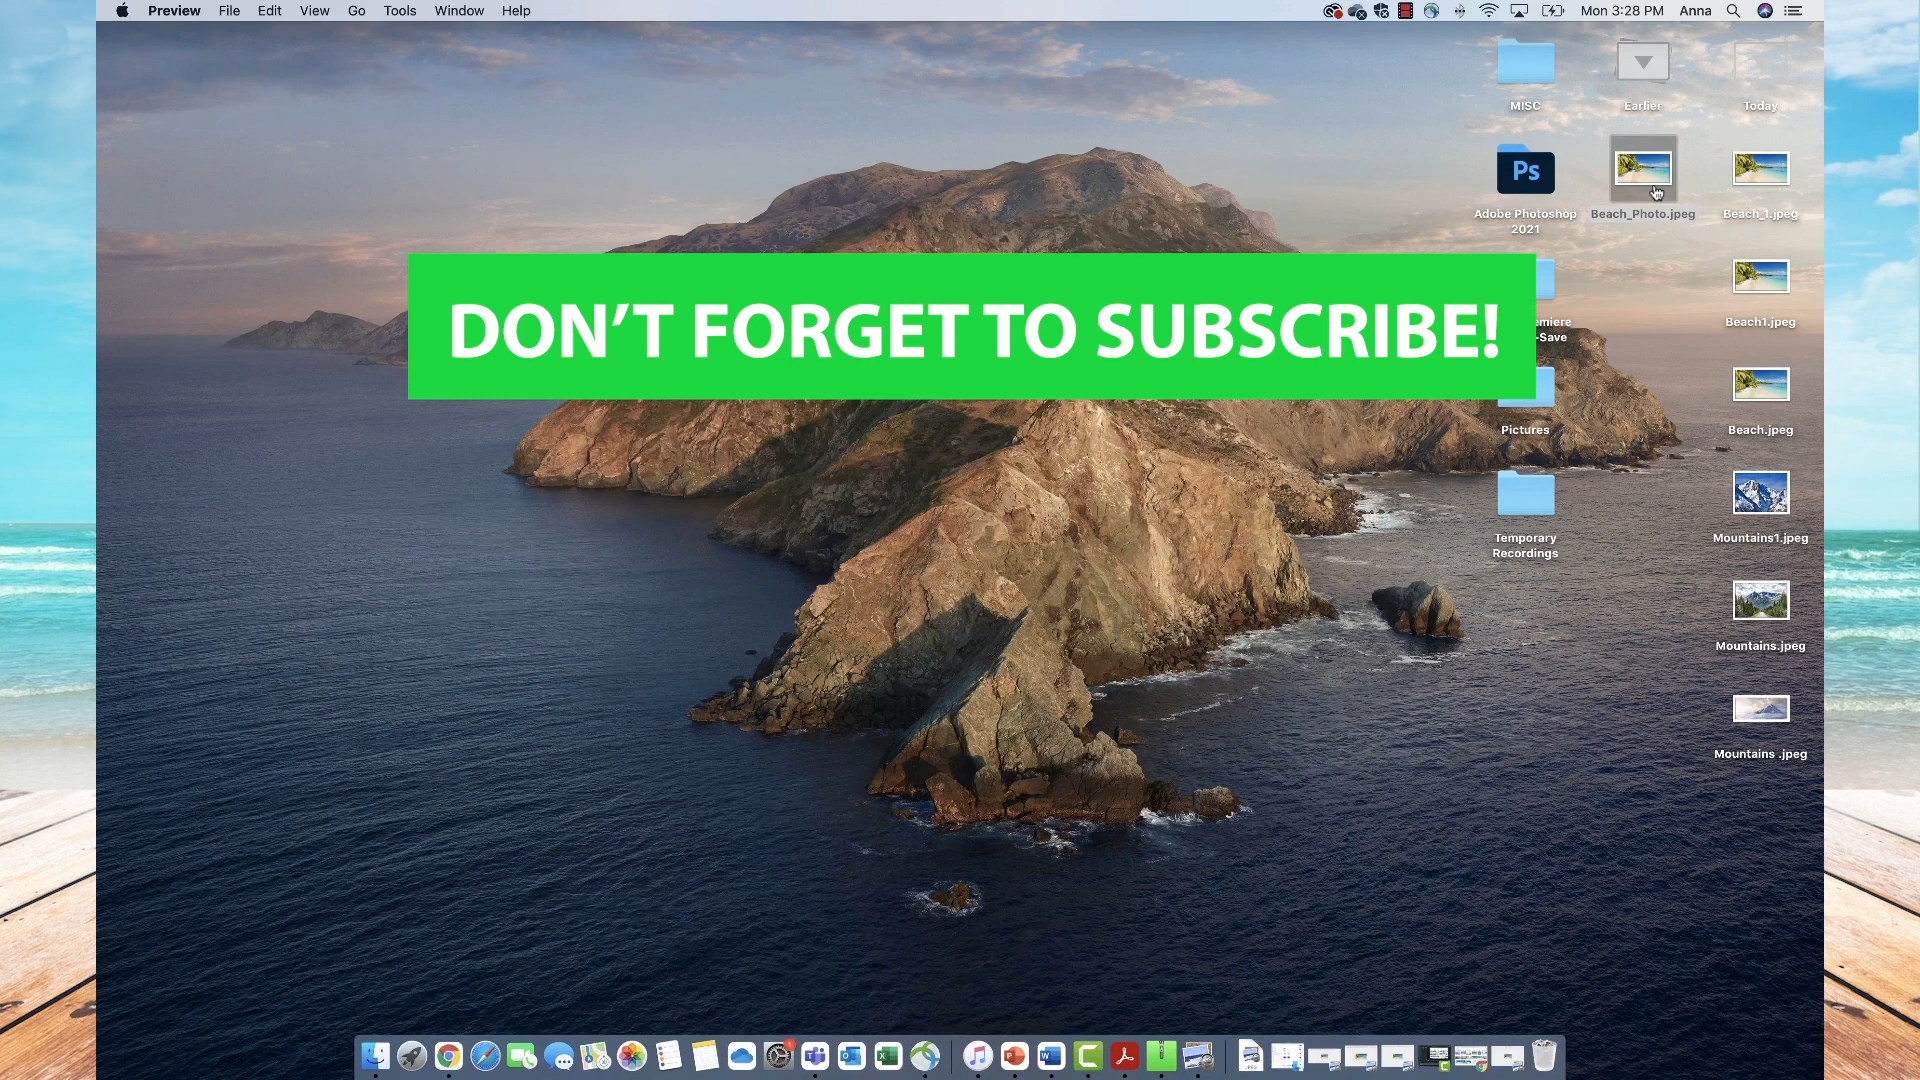 Preview File Edit View Go Tools Window Help
Mon 3:28 PM Anna
MISC
Earlier
Today
Ps
Adobe Photoshop
2021
Beach_Photo.jpeg
Beach_1.jpeg
DON'T FORGET TO SUBSCRIBE!
Beach1.jpeg
-Save
Pictures
Beach.jpeg
Temporary
Recordings
Mountains1.jpeg
Mountains.jpeg
Mountains .jpeg